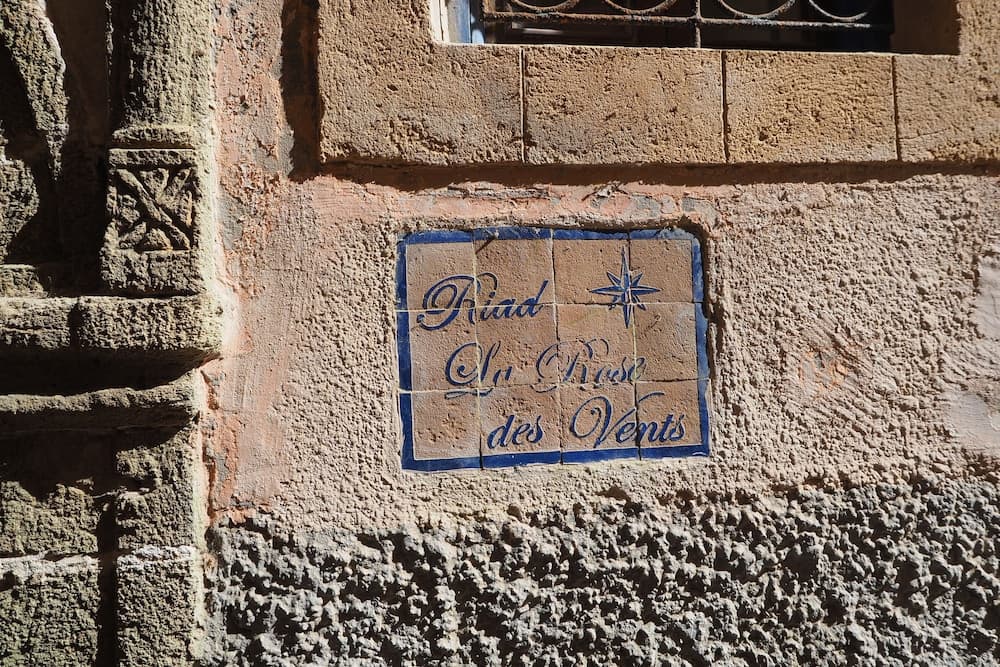 Riad
La Rose
des Vents